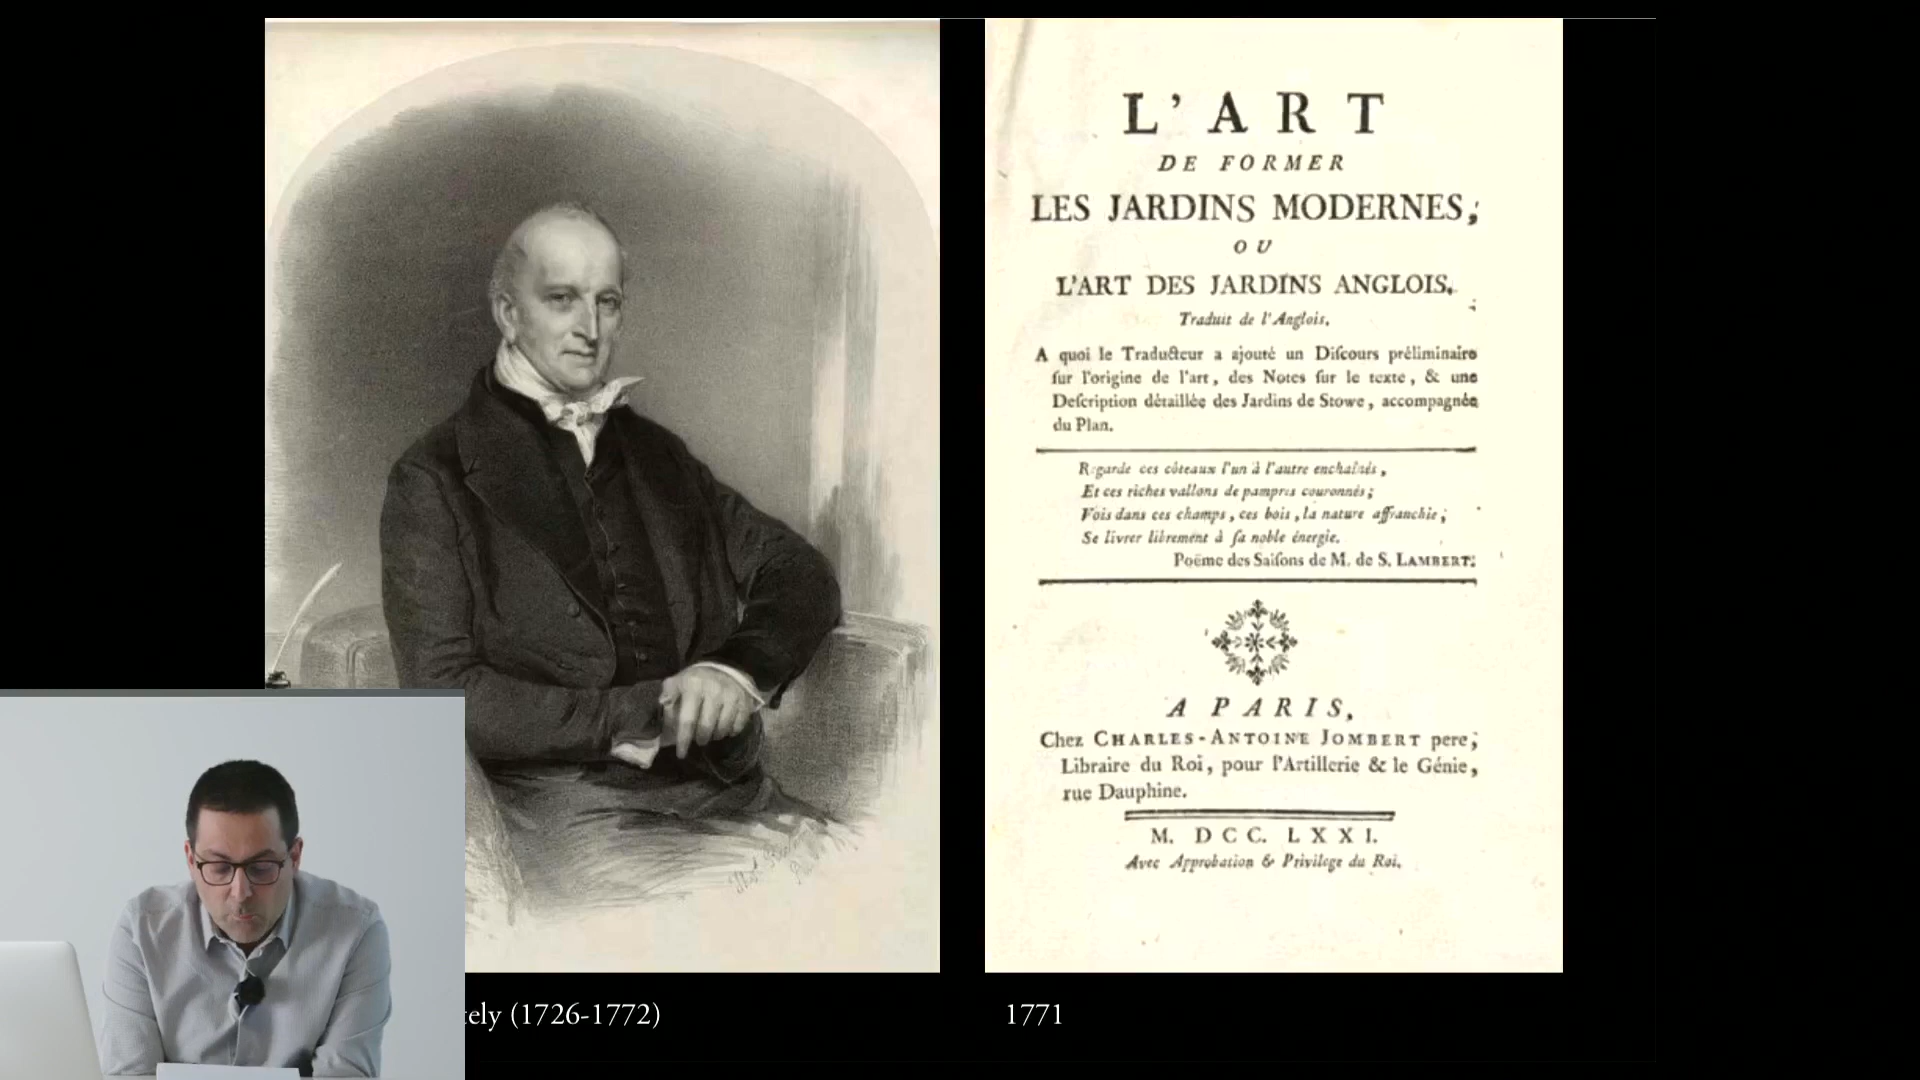 L'ART
DE FORMER
LES JARDINS MODERNES,
OU
L'ART DES JARDINS ANGLOIS.
Traduit de l'Anglois.
A quoi le Traducteur a ajouté un Diſcours préliminaire
ſur l'origine de l'art, des Notes ſur le texte, & une
Deſcription détaillée des Jardins de Stowe, accompagnée
du Plan.
Regarde ces côteaux l'un à l'autre enchaînés,
Et ces riches vallons de pampres couronnés;
Vois dans ces champs, ces bois, la nature affranchie;
Se livrer librement à ſa noble énergie.
Poëme des Saiſons de M. de S. LAMBERT.
A PARIS,
Chez CHARLES-ANTOINE JOMBERT pere,
Libraire du Roi, pour l'Artillerie & le Génie,
rue Dauphine.
M. DCC. LXXI.
Avec Approbation & Privilege du Roi.
tely (1726-1772)
1771